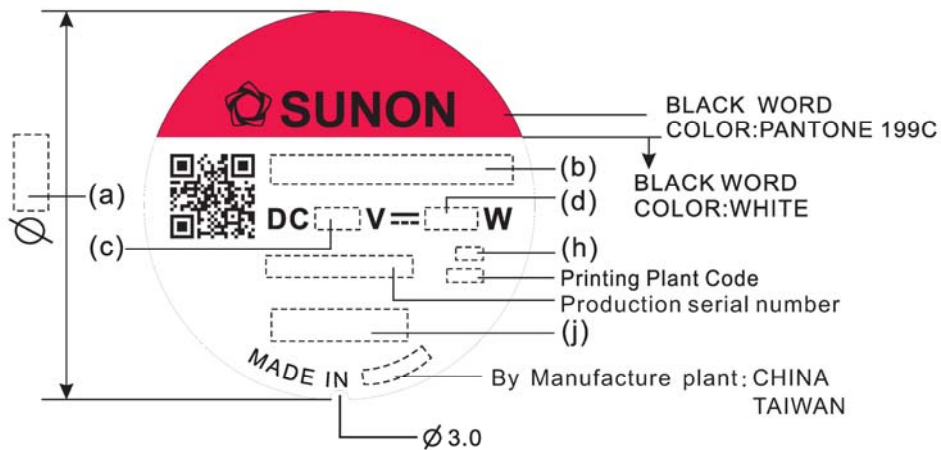 SUNON
BLACK WORD
COLOR:PANTONE 199C
BLACK WORD
COLOR:WHITE
(a)
(b)
DC V W
(d)
(c)
(h)
Printing Plant Code
Production serial number
(j)
MADE IN
By Manufacture plant: CHINA
TAIWAN
Ø
Ø3.0